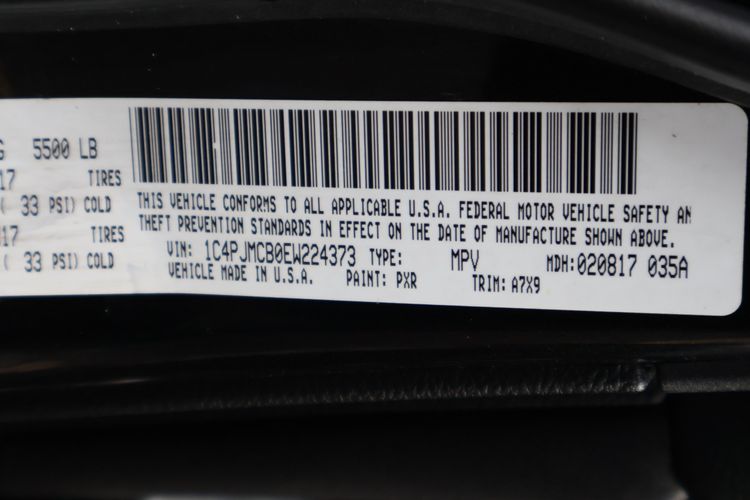 5500 LB
17 TIRES
( 33 PSI) COLD
17 TIRES
( 33 PSI) COLD
THIS VEHICLE CONFORMS TO ALL APPLICABLE U.S.A. FEDERAL MOTOR VEHICLE SAFETY AN
THEFT PREVENTION STANDARDS IN EFFECT ON THE DATE OF MANUFACTURE SHOWN ABOVE.
VIN: 1C4PJMCB0EW224373 TYPE: MPV MDH:020817 035A
VEHICLE MADE IN U.S.A. PAINT: PXR TRIM: A7X9